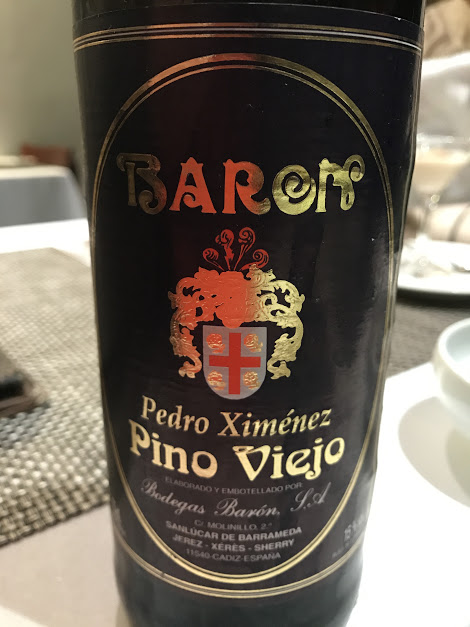 BARON
Pedro Ximénez
Pino Viejo
ELABORADO Y EMBOTELLADO POR:
Bodegas Barón, S.A
C/ MOLINILLO, 2.ª
SANLÚCAR DE BARRAMEDA
JEREZ - XÉRÈS - SHERRY
11540 CADIZ-ESPAÑA